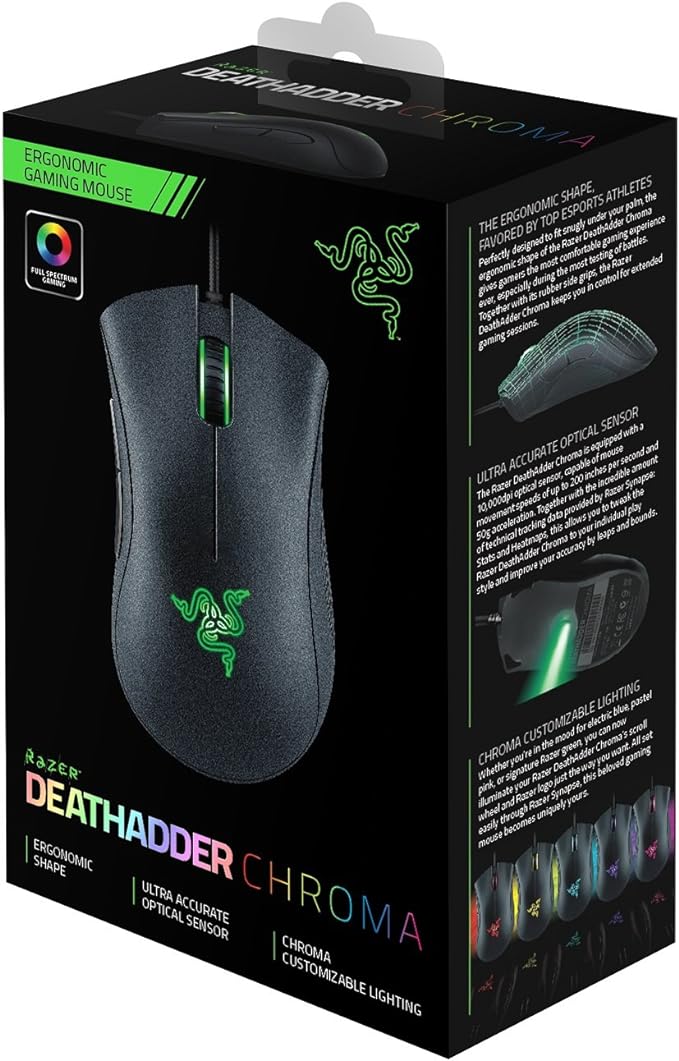 RAZER
DEATHADDER CHROMA
ERGONOMIC
GAMING MOUSE
FULL SPECTRUM
GAMING
RAZER™
DEATHADDER CHROMA
ERGONOMIC
SHAPE
ULTRA ACCURATE
OPTICAL SENSOR
CHROMA
CUSTOMIZABLE LIGHTING
THE ERGONOMIC SHAPE,
FAVORED BY TOP ESPORTS ATHLETES
Perfectly designed to fit snugly under your palm, the
ergonomic shape of the Razer DeathAdder Chroma
gives gamers the most comfortable gaming experience
ever, especially during the most testing of battles.
Together with its rubber side grips, the Razer
DeathAdder Chroma keeps you in control for extended
gaming sessions.
ULTRA ACCURATE OPTICAL SENSOR
The Razer DeathAdder Chroma is equipped with a
10,000dpi optical sensor, capable of mouse
movement speeds of up to 200 inches per second and
50g acceleration. Together with the incredible amount
of technical tracking data provided by Razer Synapse:
Stats and Heatmaps, this allows you to tweak the
Razer DeathAdder Chroma to your individual play
style and improve your accuracy by leaps and bounds.
CHROMA CUSTOMIZABLE LIGHTING
Whether you're in the mood for electric blue, pastel
pink, or signature Razer green, you can now
illuminate your Razer DeathAdder Chroma's scroll
wheel and Razer logo just the way you want. All set
easily through Razer Synapse, this beloved gaming
mouse becomes uniquely yours.